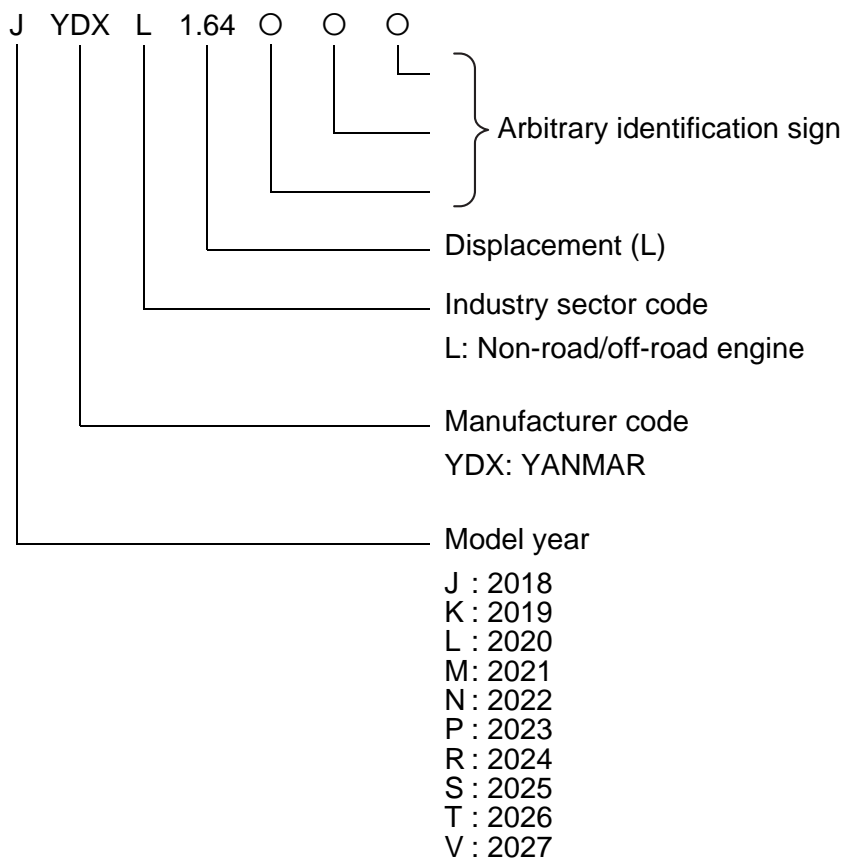 J YDX L 1.64 ○ ○ ○
Arbitrary identification sign
Displacement (L)
Industry sector code
L: Non-road/off-road engine
Manufacturer code
YDX: YANMAR
Model year
J : 2018
K : 2019
L : 2020
M: 2021
N : 2022
P : 2023
R : 2024
S : 2025
T : 2026
V : 2027